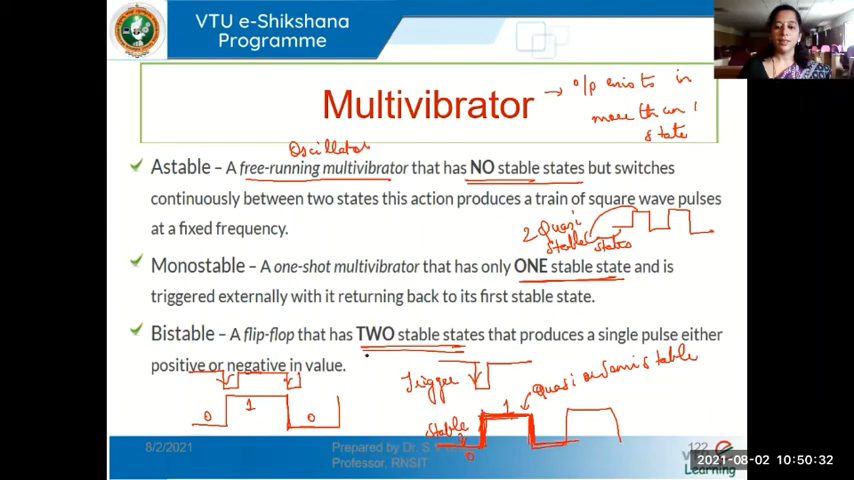 VTU e-Shikshana
Programme
Multivibrator
→ o/p exists in
more than 1
state
Oscillator
Astable – A free-running multivibrator that has NO stable states but switches
continuously between two states this action produces a train of square wave pulses
at a fixed frequency.
2 Quasi
stable states
Monostable – A one-shot multivibrator that has only ONE stable state and is
triggered externally with it returning back to its first stable state.
Bistable – A flip-flop that has TWO stable states that produces a single pulse either
positive or negative in value.
Trigger
Quasi or Semistable
0 1 0
stable
1
0
8/2/2021
Prepared by Dr. S
Professor, RNSIT
122
Learning
2021-08-02 10:50:32